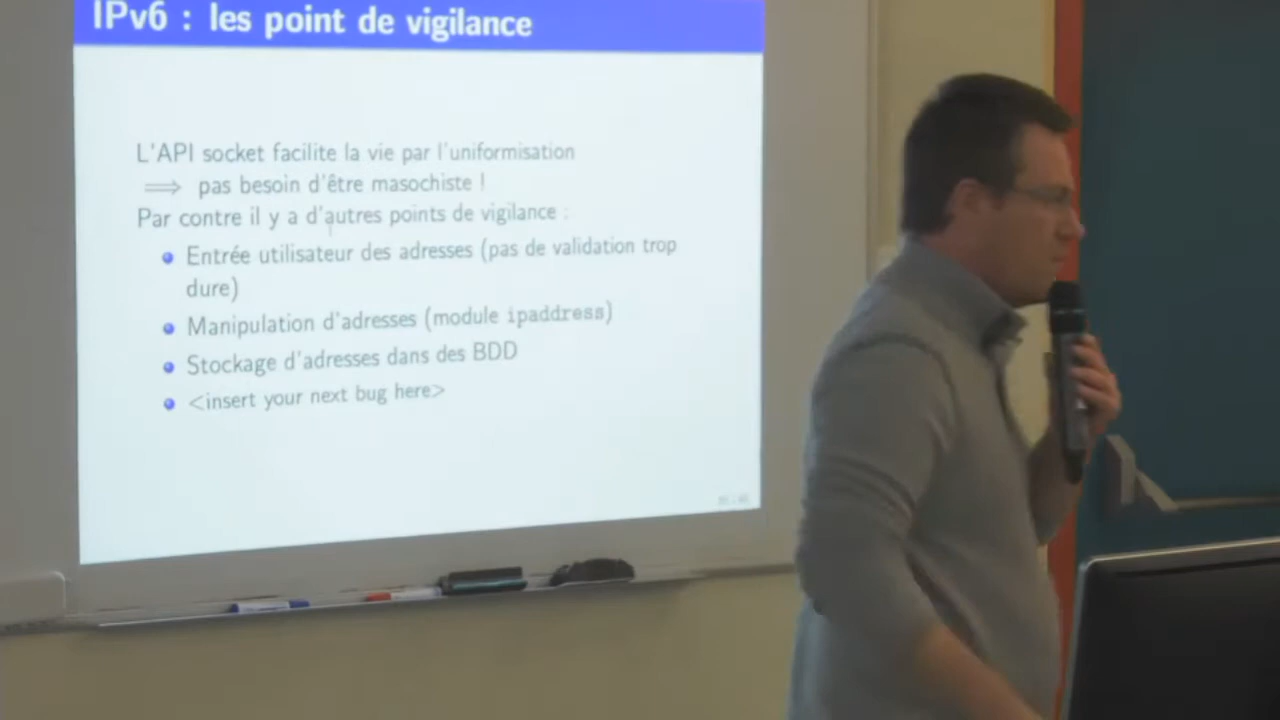 IPv6 : les point de vigilance
L'API socket facilite la vie par l'uniformisation
⟹ pas besoin d'être masochiste !
Par contre il y a d'autres points de vigilance :
Entrée utilisateur des adresses (pas de validation trop
dure)
Manipulation d'adresses (module ipaddress)
Stockage d'adresses dans des BDD
<insert your next bug here>